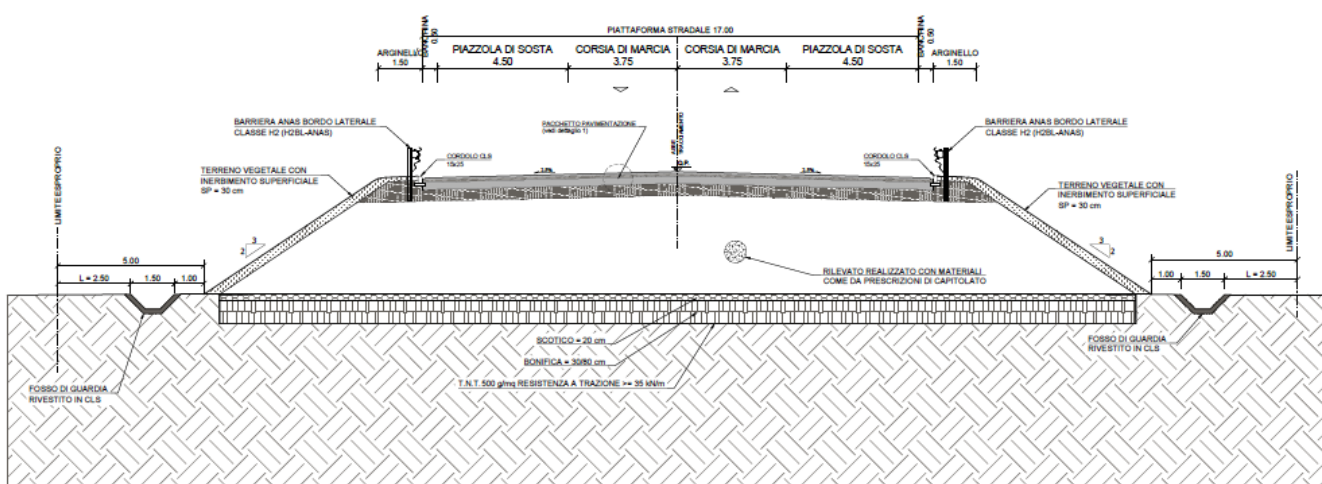 PIATTAFORMA STRADALE 17.00
BANCHINA
0.50
BANCHINA
0.50
ARGINELLO
1.50
PIAZZOLA DI SOSTA
4.50
CORSIA DI MARCIA
3.75
CORSIA DI MARCIA
3.75
PIAZZOLA DI SOSTA
4.50
ARGINELLO
1.50
BARRIERA ANAS BORDO LATERALE
CLASSE H2 (H2BL-ANAS)
PACCHETTO PAVIMENTAZIONE
(vedi dettaglio 1)
ASSE
TRACCIAMENTO
BARRIERA ANAS BORDO LATERALE
CLASSE H2 (H2BL-ANAS)
CORDOLO CLS
15x25
CORDOLO CLS
15x25
TERRENO VEGETALE CON
INERBIMENTO SUPERFICIALE
SP = 30 cm
TERRENO VEGETALE CON
INERBIMENTO SUPERFICIALE
SP = 30 cm
LIMITE ESPROPRIO
LIMITE ESPROPRIO
3
2
3
2
5.00
L = 2.50
1.50
1.00
5.00
1.00
1.50
L = 2.50
RILEVATO REALIZZATO CON MATERIALI
COME DA PRESCRIZIONI DI CAPITOLATO
SCOTICO = 20 cm
BONIFICA = 30/80 cm
T.N.T. 500 g/mq RESISTENZA A TRAZIONE >= 35 kN/m
FOSSO DI GUARDIA
RIVESTITO IN CLS
FOSSO DI GUARDIA
RIVESTITO IN CLS